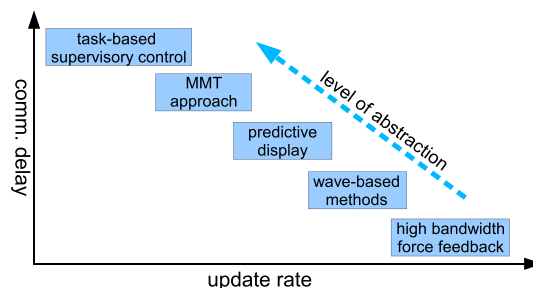 task-based
supervisory control
MMT
approach
level of abstraction
predictive
display
comm. delay
wave-based
methods
high bandwidth
force feedback
update rate